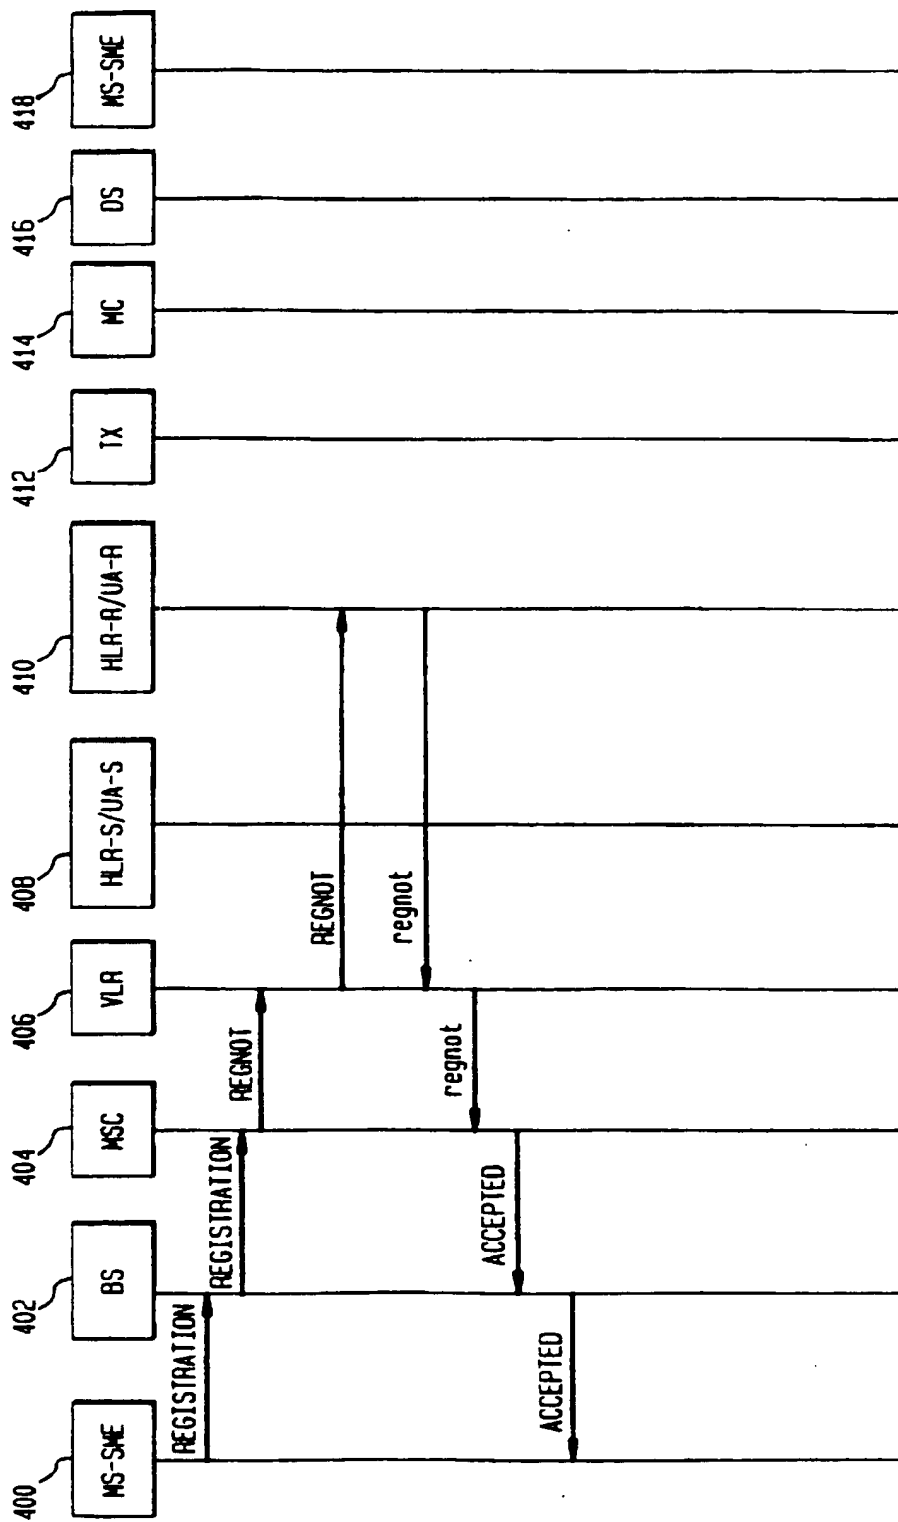 400
402
404
406
408
410
412
414
416
418
MS-SME
BS
MSC
VLR
HLR-S/UA-S
HLR-R/UA-R
TX
MC
DS
MS-SME
REGISTRATION
REGISTRATION
REGNOT
REGNOT
regnot
regnot
ACCEPTED
ACCEPTED